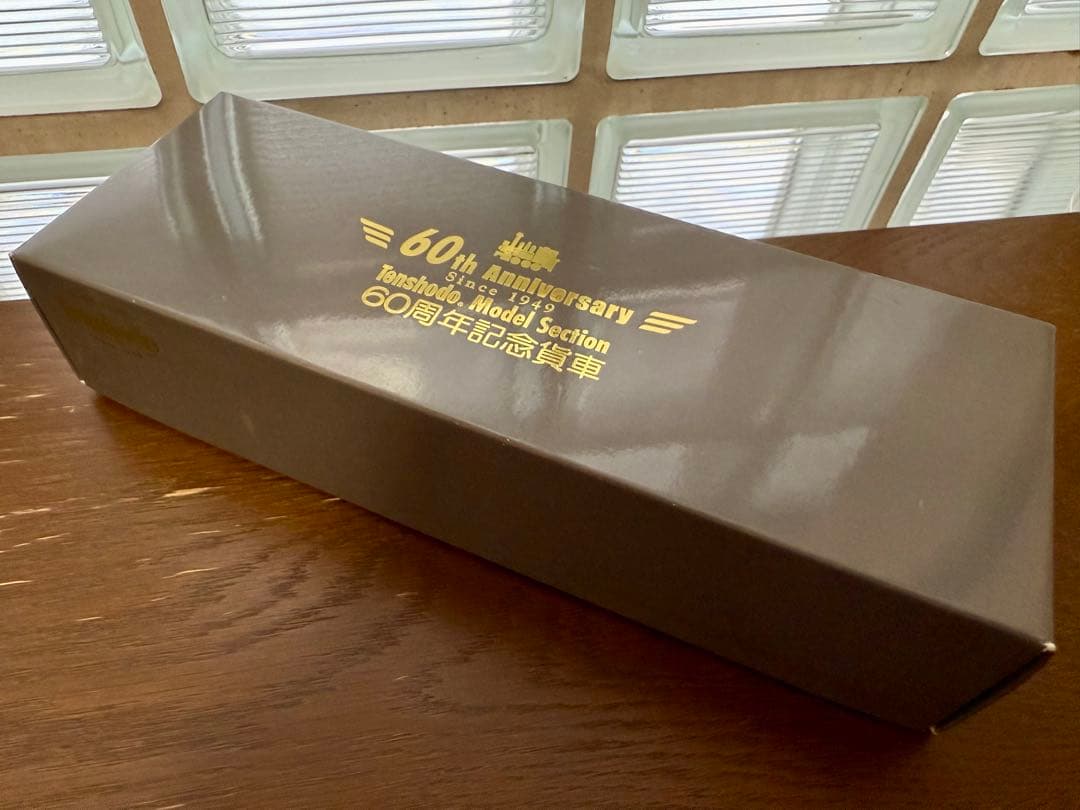 60th Anniversary
Since 1949
Tenshodo® Model Section
60周年記念貨車